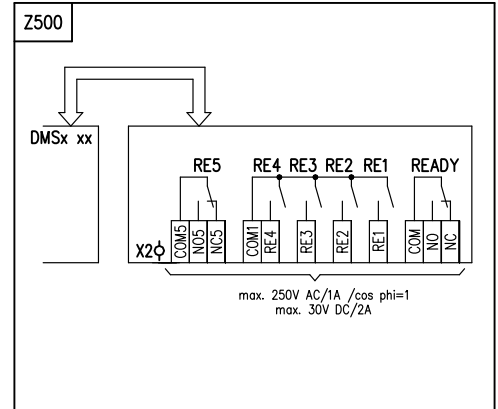 Z500
DMSx xx
RE5 RE4 RE3 RE2 RE1 READY
X2 COM5 NO5 NC5 COM1 RE4 RE3 RE2 RE1 COM NO NC
max. 250V AC/1A /cos phi=1
max. 30V DC/2A